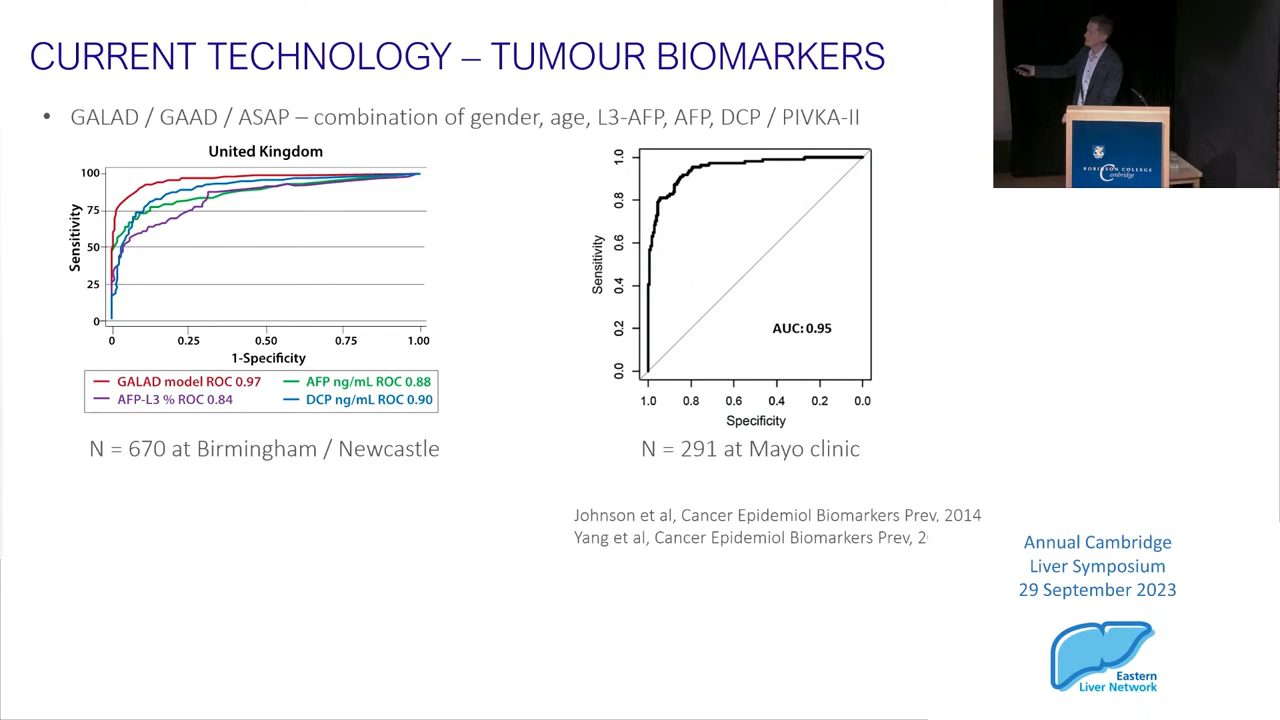 CURRENT TECHNOLOGY – TUMOUR BIOMARKERS
• GALAD / GAAD / ASAP – combination of gender, age, L3-AFP, AFP, DCP / PIVKA-II
United Kingdom
Sensitivity
100
75
50
25
0
0 0.25 0.50 0.75 1.00
1-Specificity
GALAD model ROC 0.97
AFP ng/mL ROC 0.88
AFP-L3 % ROC 0.84
DCP ng/mL ROC 0.90
N = 670 at Birmingham / Newcastle
Sensitivity
1.0
0.8
0.6
0.4
0.2
0.0
AUC: 0.95
1.0 0.8 0.6 0.4 0.2 0.0
Specificity
N = 291 at Mayo clinic
Johnson et al, Cancer Epidemiol Biomarkers Prev, 2014
Yang et al, Cancer Epidemiol Biomarkers Prev, 2
ROBINSON COLLEGE
Cambridge
Annual Cambridge
Liver Symposium
29 September 2023
Eastern
Liver Network